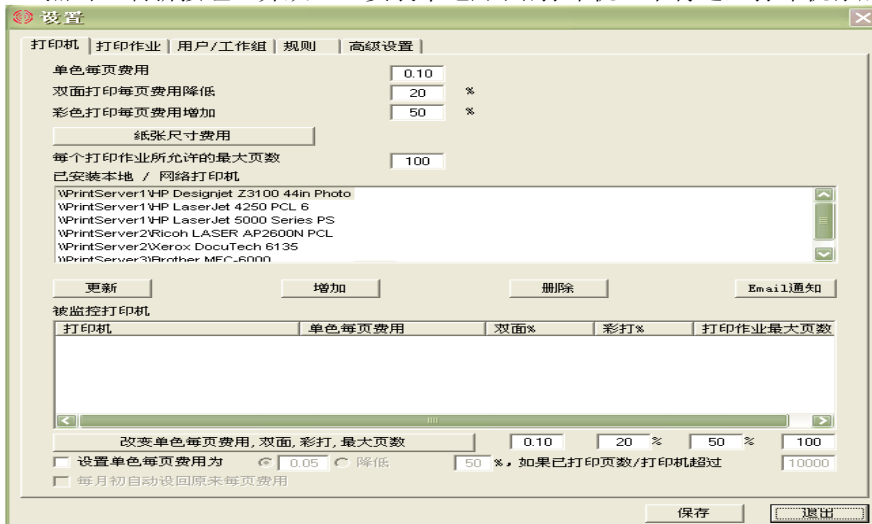 设置
打印机 打印作业 用户/工作组 规则 高级设置
单色每页费用 0.10
双面打印每页费用降低 20 %
彩色打印每页费用增加 50 %
纸张尺寸费用
每个打印作业所允许的最大页数 100
已安装本地 / 网络打印机
\\PrintServer1\HP Designjet Z3100 44in Photo
\\PrintServer1\HP LaserJet 4250 PCL 6
\\PrintServer1\HP LaserJet 5000 Series PS
\\PrintServer2\Ricoh LASER AP2600N PCL
\\PrintServer2\Xerox DocuTech 6135
\\PrintServer3\Brother MFC-6000
更新 增加 删除 Email通知
被监控打印机
打印机 单色每页费用 双面% 彩打% 打印作业最大页数
改变单色每页费用,双面,彩打,最大页数 0.10 20 % 50 % 100
设置单色每页费用为 0.05 降低 50 %,如果已打印页数/打印机超过 10000
每月初自动设回原来每页费用
保存 退出